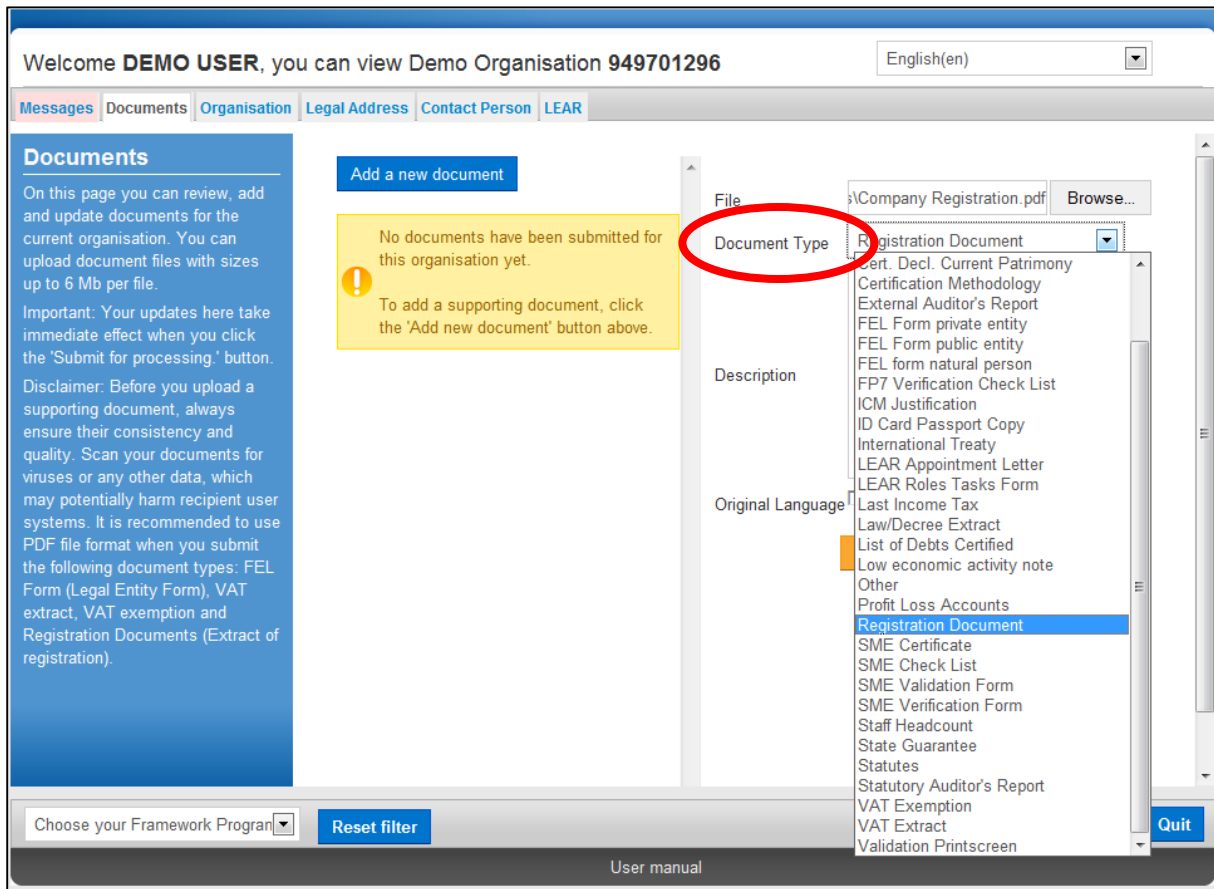 Welcome DEMO USER, you can view Demo Organisation 949701296
English(en)
Messages Documents Organisation Legal Address Contact Person LEAR
Documents
On this page you can review, add
and update documents for the
current organisation. You can
upload document files with sizes
up to 6 Mb per file.
Important: Your updates here take
immediate effect when you click
the 'Submit for processing.' button.
Disclaimer: Before you upload a
supporting document, always
ensure their consistency and
quality. Scan your documents for
viruses or any other data, which
may potentially harm recipient user
systems. It is recommended to use
PDF file format when you submit
the following document types: FEL
Form (Legal Entity Form), VAT
extract, VAT exemption and
Registration Documents (Extract of
registration).
Add a new document
No documents have been submitted for
this organisation yet.
To add a supporting document, click
the 'Add new document' button above.
File
s\Company Registration.pdf
Browse...
Document Type
Registration Document
Cert. Decl. Current Patrimony
Certification Methodology
External Auditor's Report
FEL Form private entity
FEL Form public entity
FEL form natural person
FP7 Verification Check List
ICM Justification
ID Card Passport Copy
International Treaty
LEAR Appointment Letter
LEAR Roles Tasks Form
Last Income Tax
Law/Decree Extract
List of Debts Certified
Low economic activity note
Other
Profit Loss Accounts
Registration Document
SME Certificate
SME Check List
SME Validation Form
SME Verification Form
Staff Headcount
State Guarantee
Statutes
Statutory Auditor's Report
VAT Exemption
VAT Extract
Validation Printscreen
Description
Original Language
Choose your Framework Progran
Reset filter
Quit
User manual